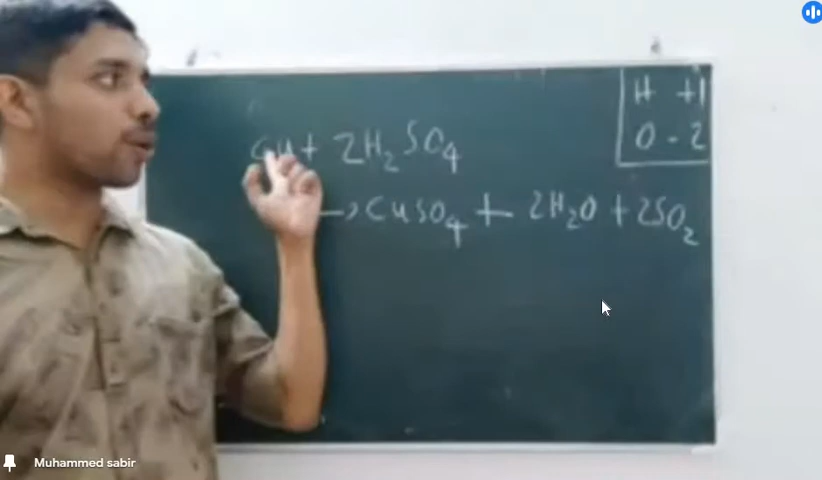 H +1
O -2
Cu + 2H₂SO₄
→ CuSO₄ + 2H₂O + 2SO₂
Muhammed sabir